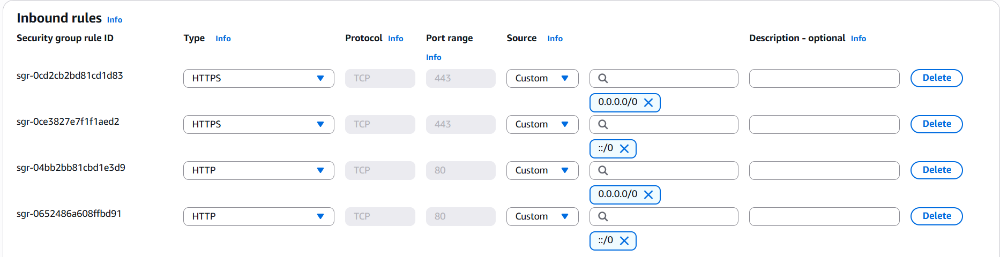 Inbound rules Info
Security group rule ID Type Info Protocol Info Port range Info Source Info Description - optional Info
sgr-0cd2cb2bd81cd1d83 HTTPS TCP 443 Custom Delete
0.0.0.0/0
sgr-0ce3827e7f1f1aed2 HTTPS TCP 443 Custom Delete
::/0
sgr-04bb2bb81cbd1e3d9 HTTP TCP 80 Custom Delete
0.0.0.0/0
sgr-0652486a608ffbd91 HTTP TCP 80 Custom Delete
::/0